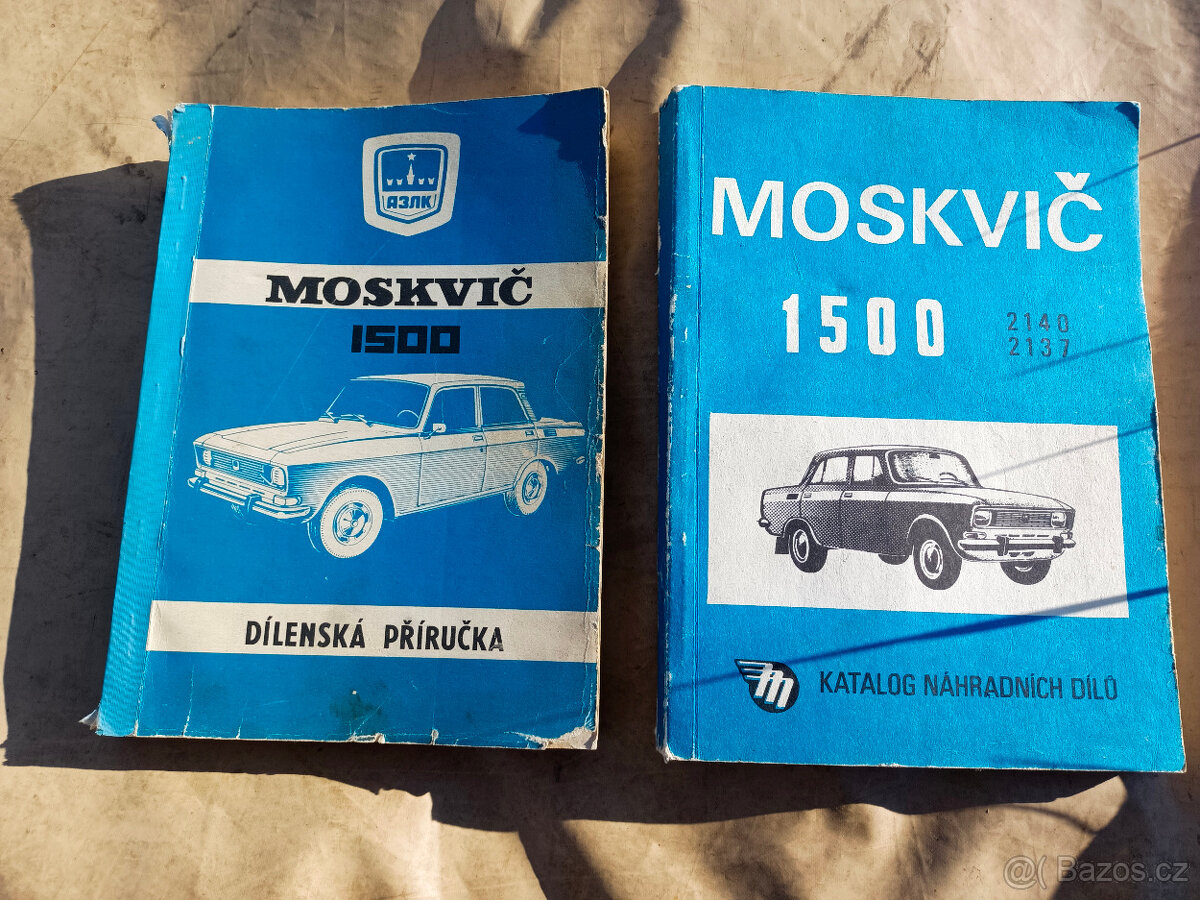 АЗЛК
MOSKVIČ
1500
DÍLENSKÁ PŘÍRUČKA
MOSKVIČ
1500
2140
2137
M
KATALOG NÁHRADNÍCH DÍLŮ
@( Bazos.cz